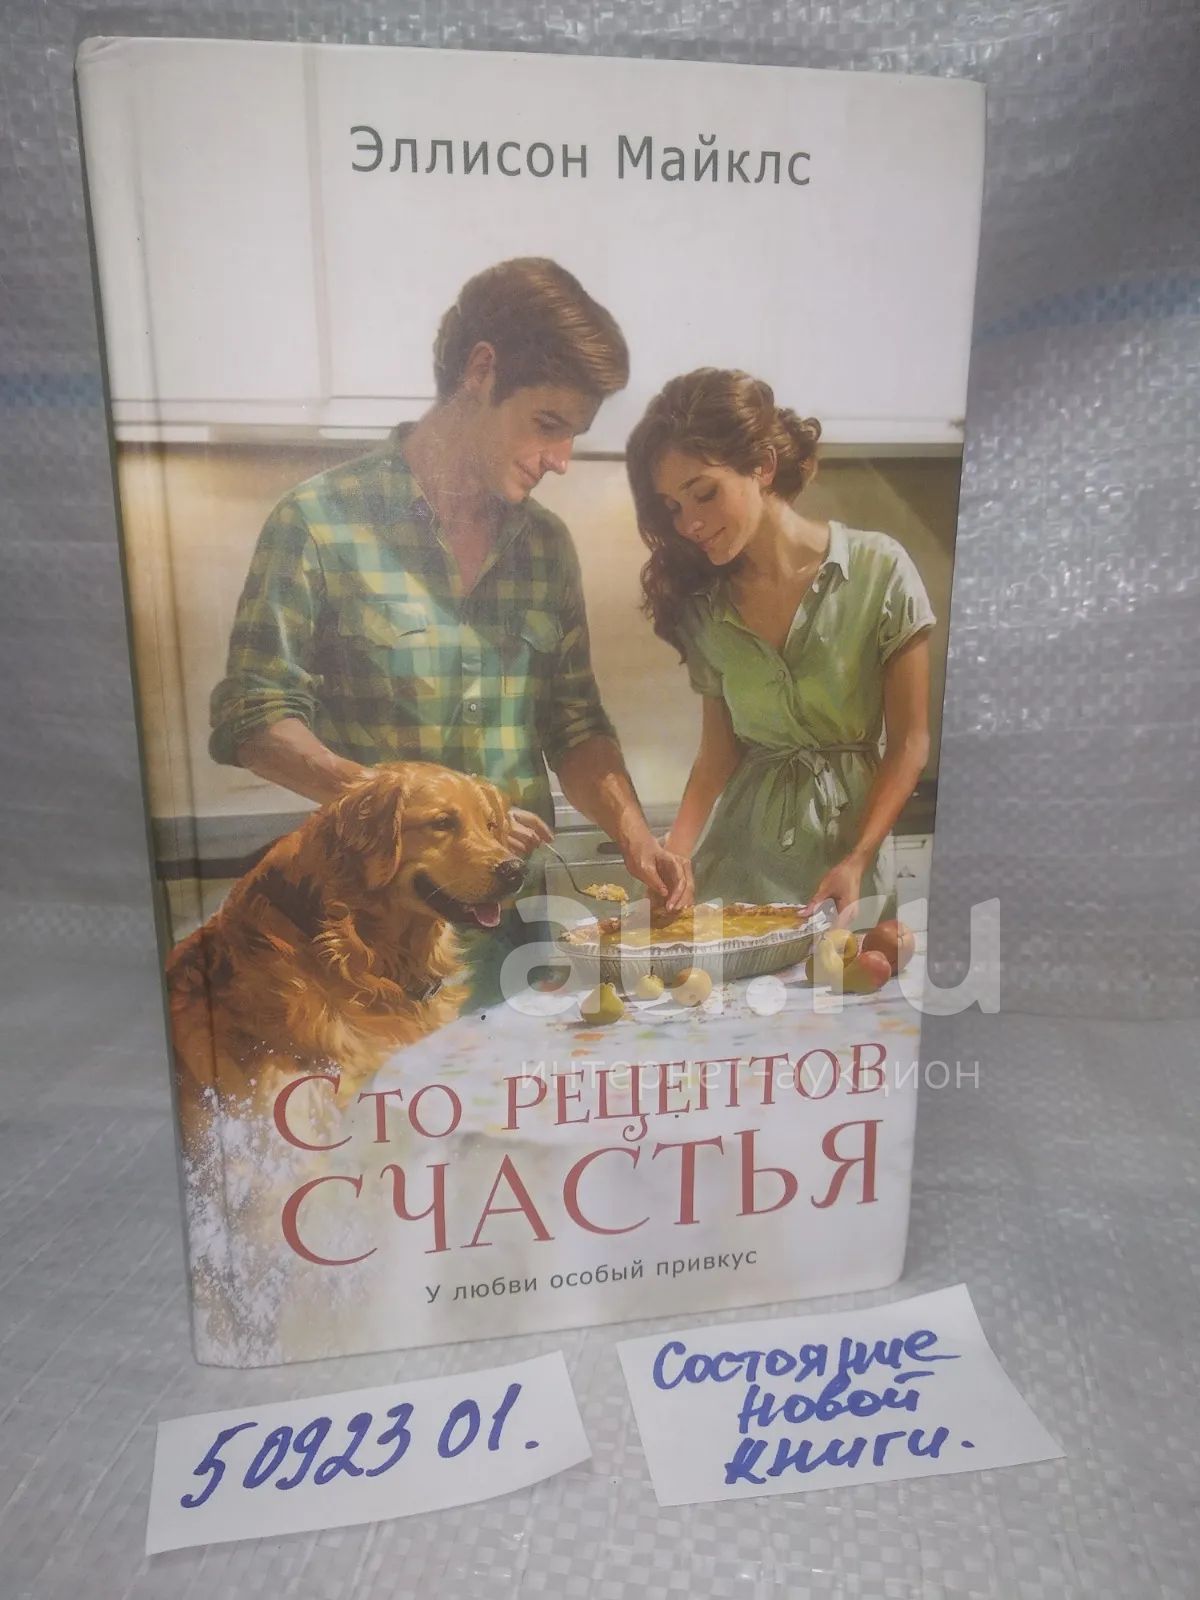 Эллисон Майклс
au.ru
интернет-аукцион
Сто рецептов
счастья
У любви особый привкус
5092301.
Состояние
новой
книги.